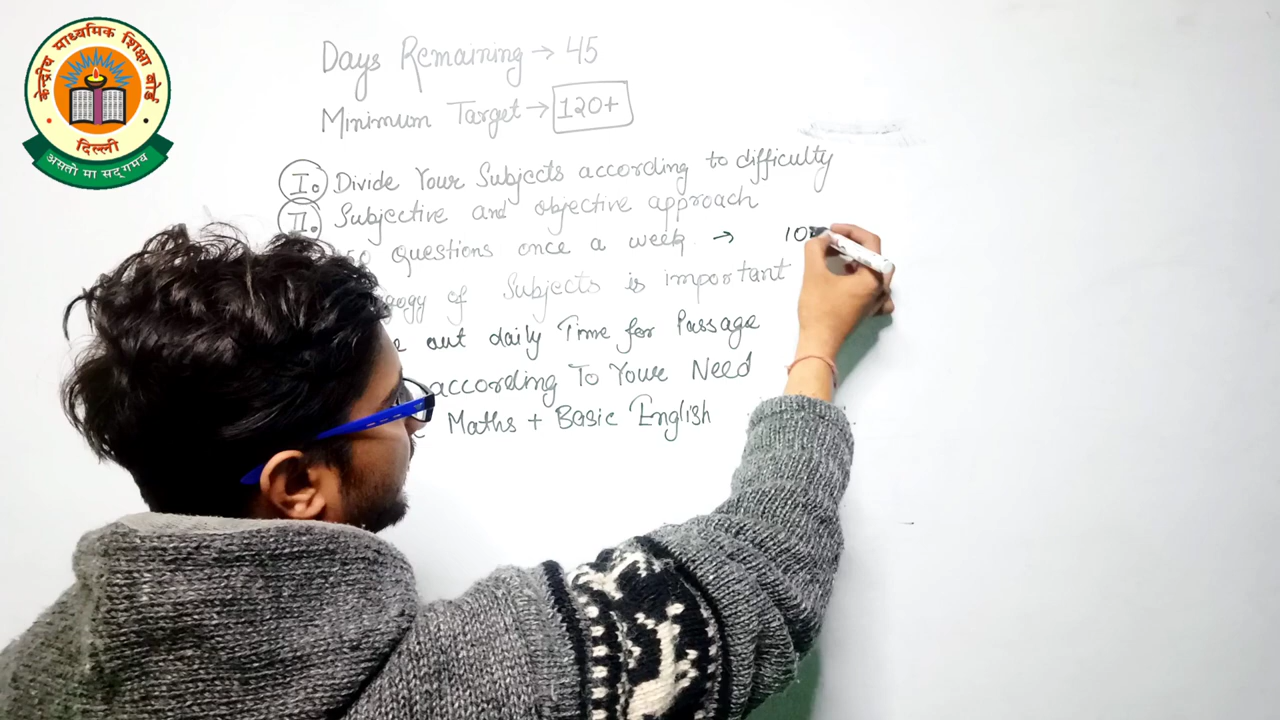 केन्द्रीय माध्यमिक शिक्षा बोर्ड
दिल्ली
असतो मा सद्गमय
Days Remaining → 45
Minimum Target → 120+
I. Divide Your Subjects according to difficulty
II. Subjective and objective approach
50 questions once a week →
of Subjects is important
out daily Time for Passage
according To Your Need
Maths + Basic English